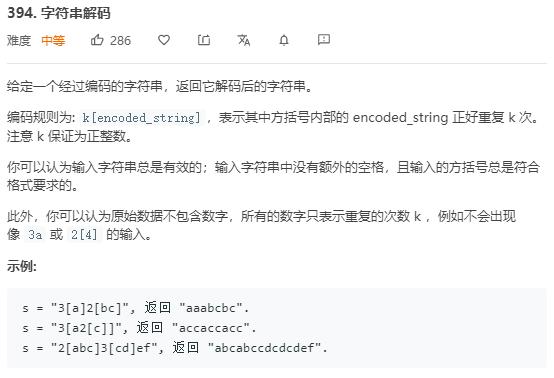 394. 字符串解码
难度 中等 286
给定一个经过编码的字符串，返回它解码后的字符串。
编码规则为: k[encoded_string]，表示其中方括号内部的 encoded_string 正好重复 k 次。
注意 k 保证为正整数。
你可以认为输入字符串总是有效的；输入字符串中没有额外的空格，且输入的方括号总是符合
格式要求的。
此外，你可以认为原始数据不包含数字，所有的数字只表示重复的次数 k ，例如不会出现
像 3a 或 2[4] 的输入。
示例:
s = "3[a]2[bc]", 返回 "aaabcbc".
s = "3[a2[c]]", 返回 "accaccacc".
s = "2[abc]3[cd]ef", 返回 "abcabccdcdcdef".